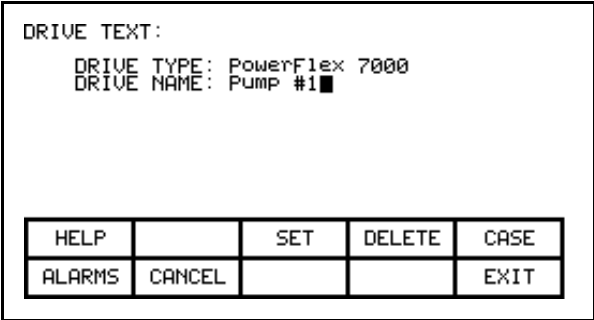 DRIVE TEXT:
DRIVE TYPE: PowerFlex 7000
DRIVE NAME: Pump #1
HELP SET DELETE CASE
ALARMS CANCEL EXIT